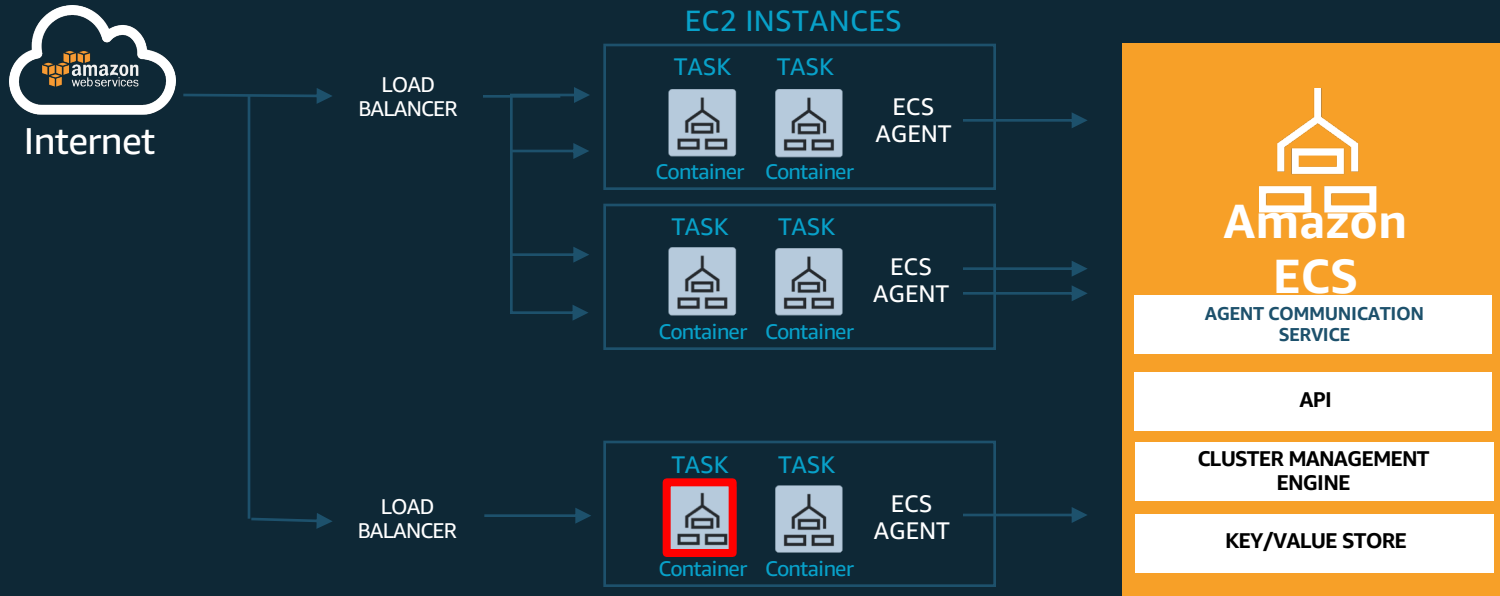 amazon
web services
Internet
LOAD
BALANCER
EC2 INSTANCES
TASK TASK
Container Container
ECS
AGENT
TASK TASK
Container Container
ECS
AGENT
LOAD
BALANCER
TASK TASK
Container Container
ECS
AGENT
Amazon
ECS
AGENT COMMUNICATION
SERVICE
API
CLUSTER MANAGEMENT
ENGINE
KEY/VALUE STORE